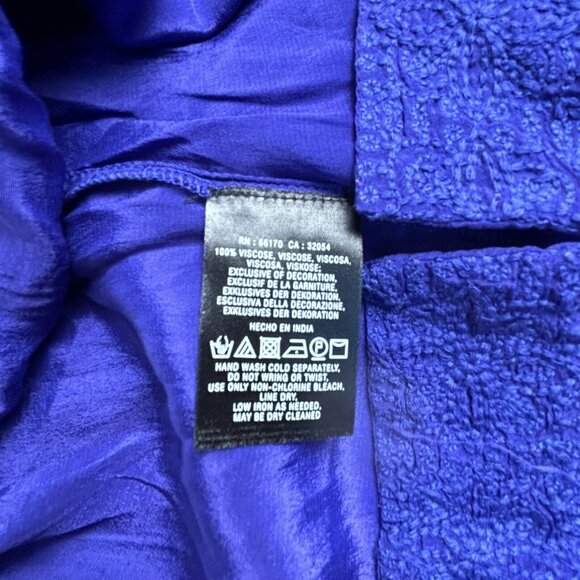 RN : 66170 CA : 32054
100% VISCOSE, VISCOSE, VISCOSA,
VISCOSA, VISKOSE;
EXCLUSIVE OF DECORATION,
EXCLUSIF DE LA GARNITURE,
EXKLUSIVES DER DEKORATION,
ESCLUSIVA DELLA DECORAZIONE,
EXKLUSIVES DER DEKORATION
HECHO EN INDIA
HAND WASH COLD SEPARATELY,
DO NOT WRING OR TWIST,
USE ONLY NON-CHLORINE BLEACH,
LINE DRY,
LOW IRON AS NEEDED,
MAY BE DRY CLEANED